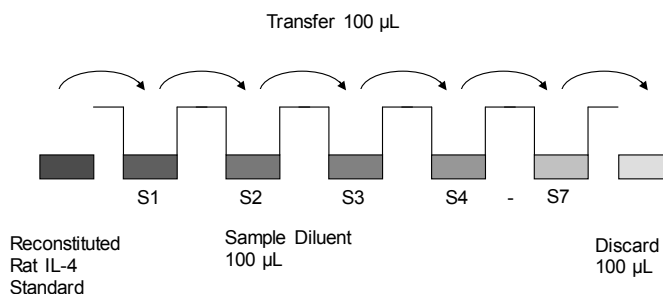 Transfer 100 µL
S1 S2 S3 S4 - S7
Reconstituted
Rat IL-4
Standard
Sample Diluent
100 µL
Discard
100 µL